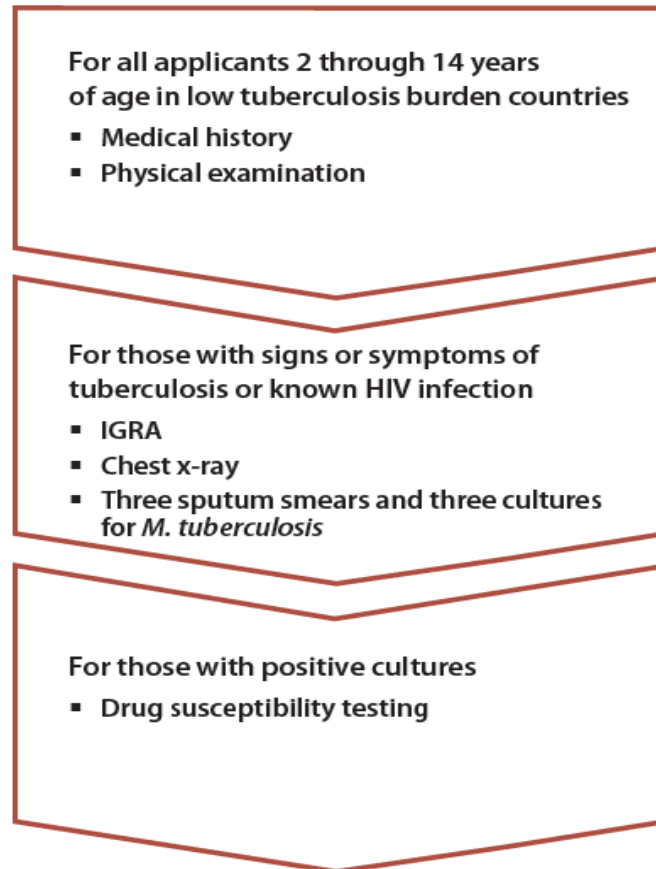 For all applicants 2 through 14 years
of age in low tuberculosis burden countries
▪ Medical history
▪ Physical examination
For those with signs or symptoms of
tuberculosis or known HIV infection
▪ IGRA
▪ Chest x-ray
▪ Three sputum smears and three cultures
for M. tuberculosis
For those with positive cultures
▪ Drug susceptibility testing